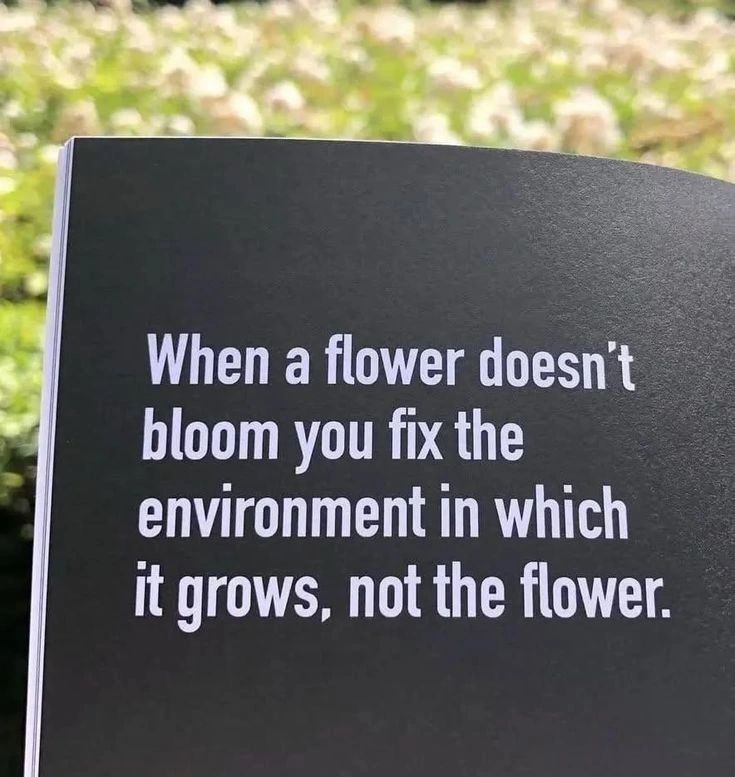 When a flower doesn't
bloom you fix the
environment in which
it grows, not the flower.